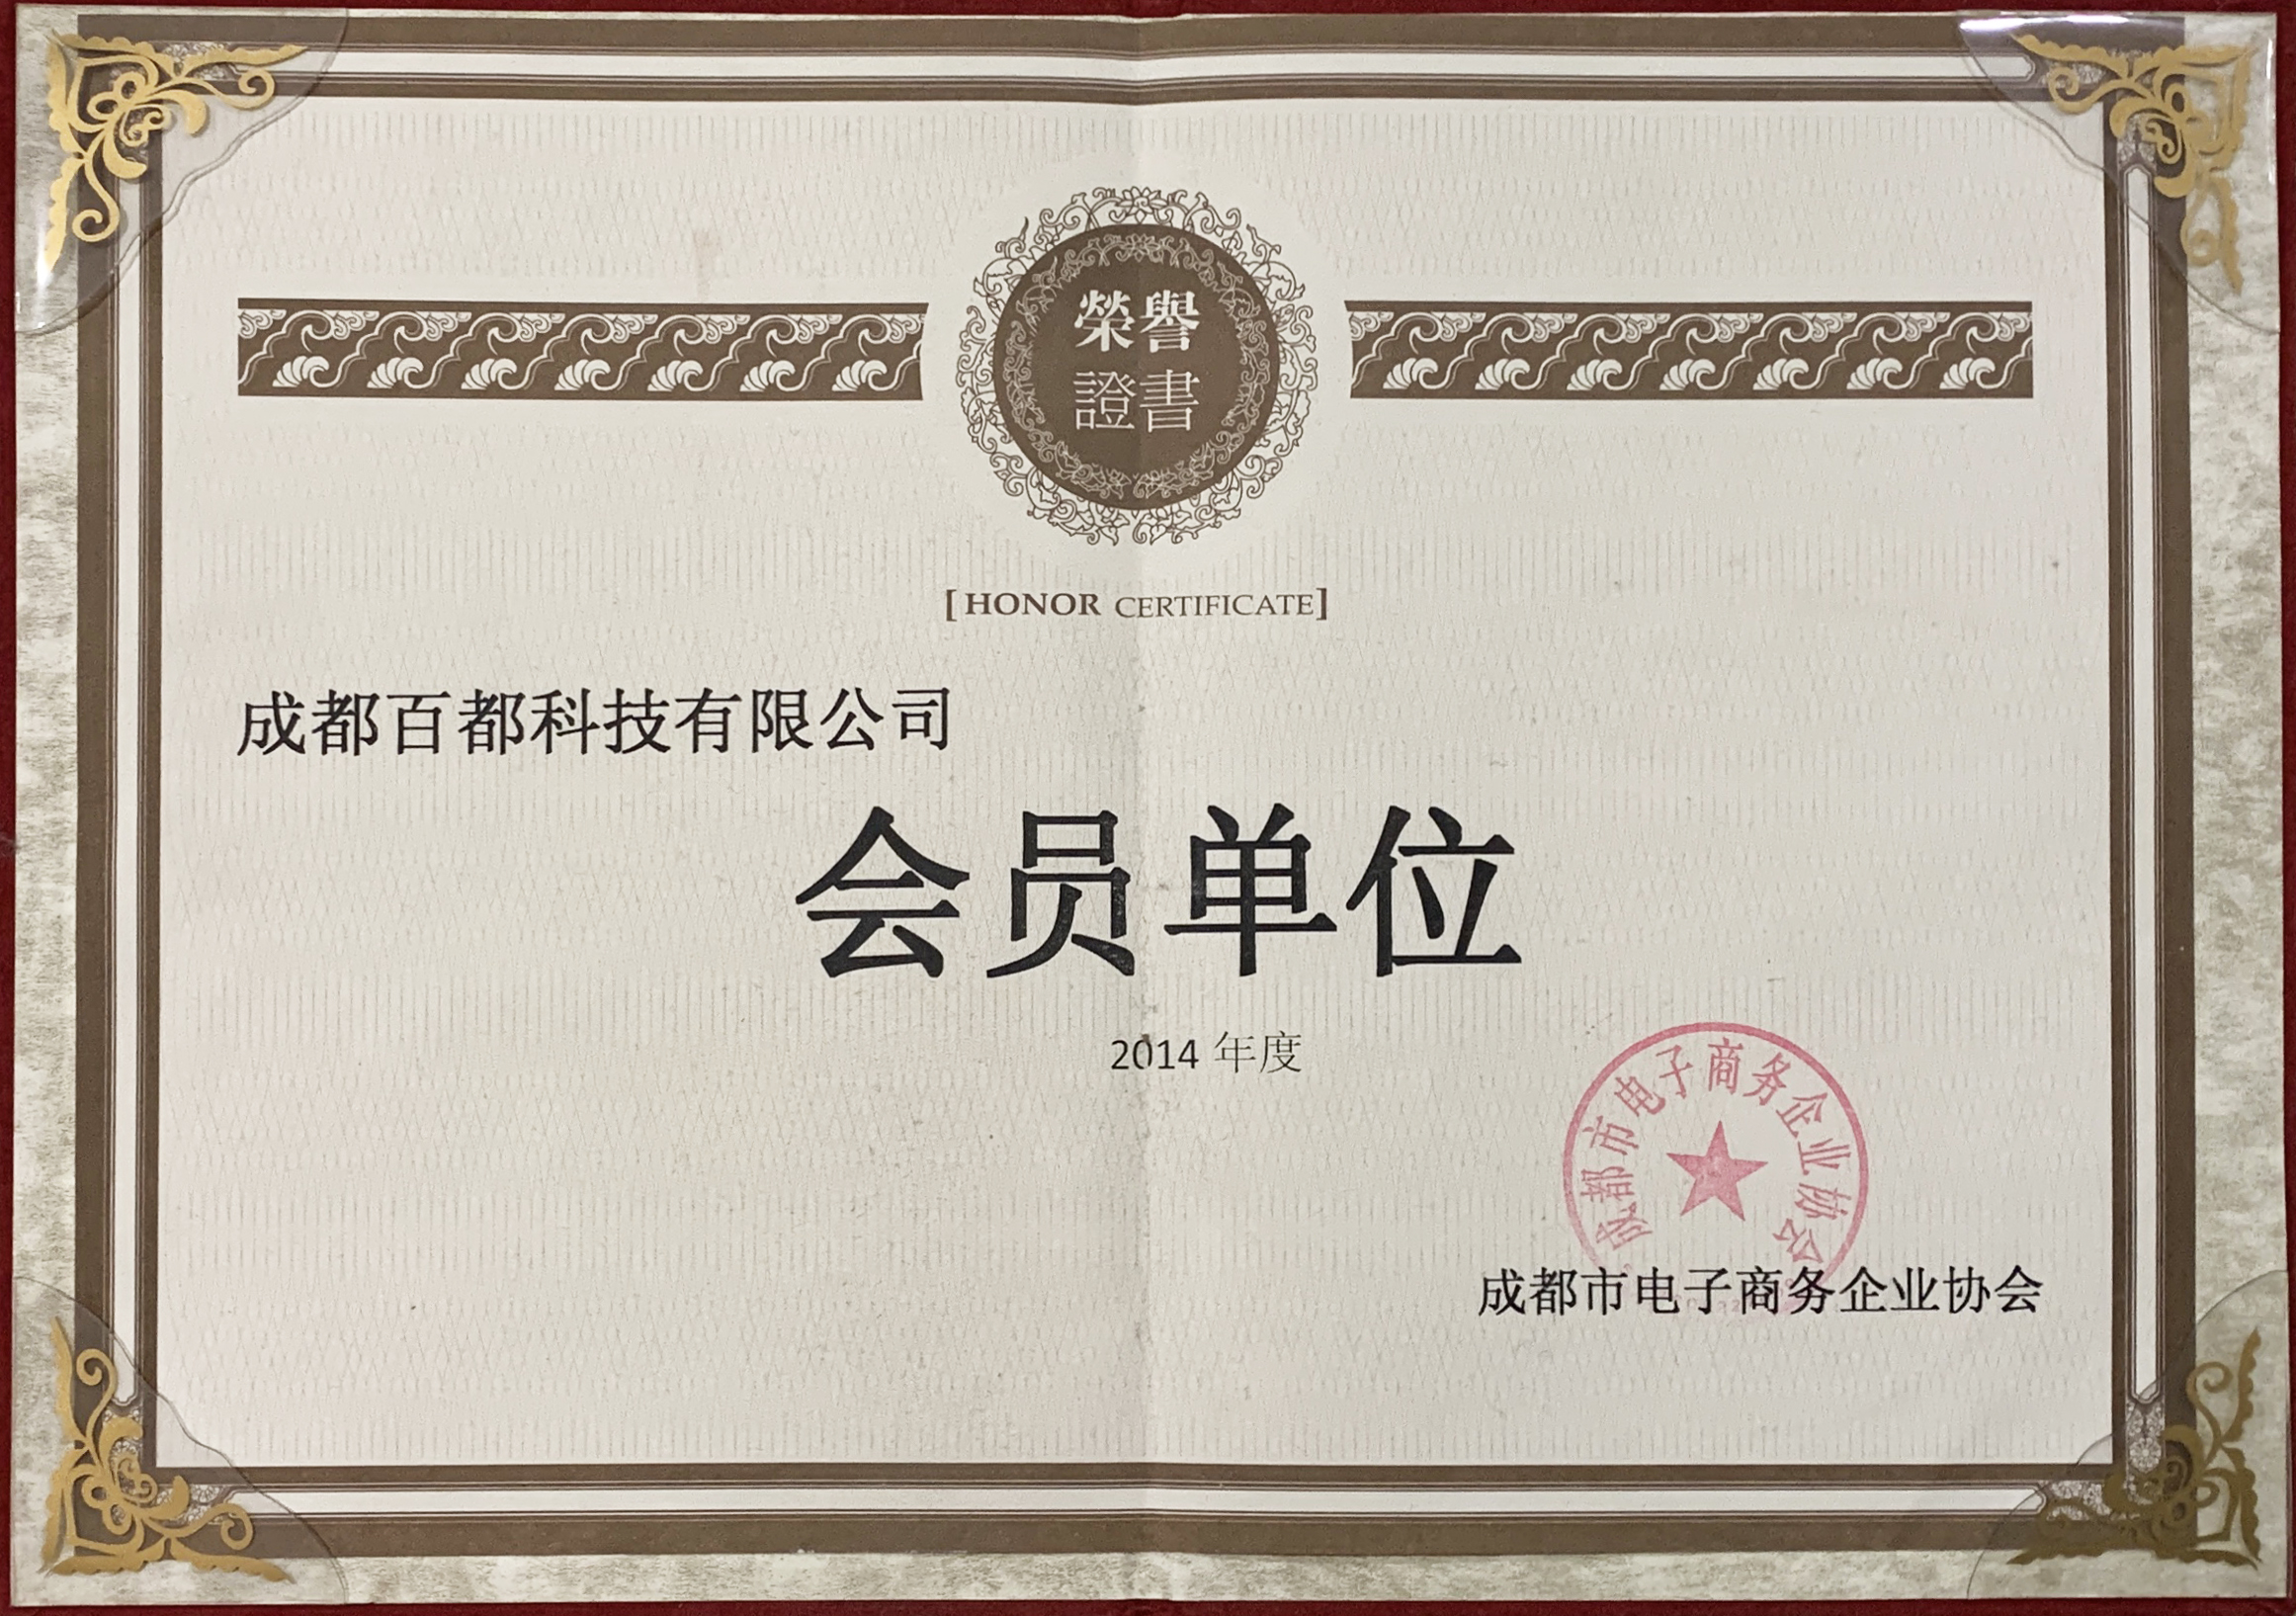 榮譽
證書
[HONOR CERTIFICATE]
成都百都科技有限公司
会员单位
2014 年度
成都市电子商务企业协会
成都市电子商务企业协会